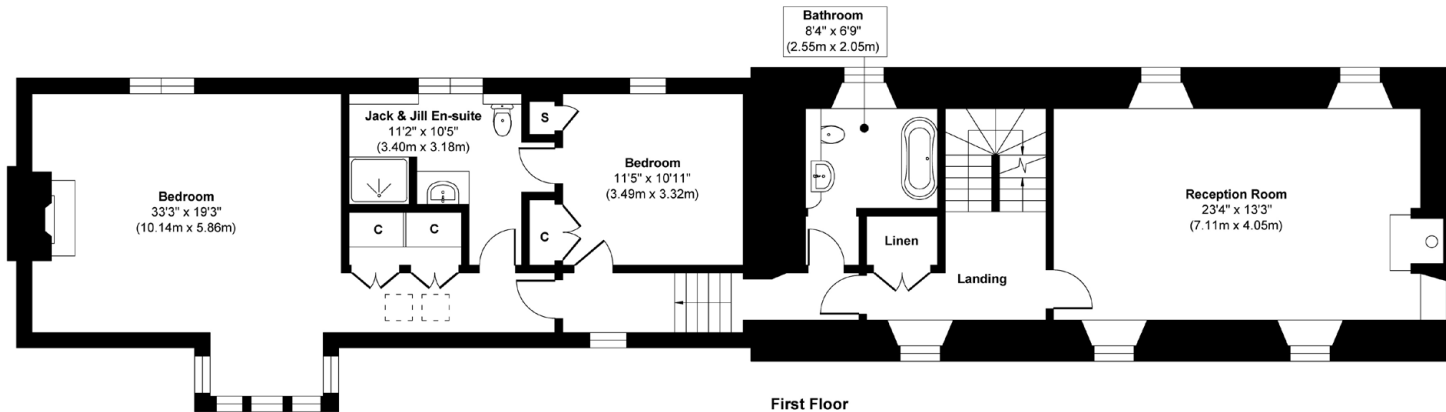 Bathroom
8'4" x 6'9"
(2.55m x 2.05m)
Jack & Jill En-suite
11'2" x 10'5"
(3.40m x 3.18m)
S
Bedroom
11'5" x 10'11"
(3.49m x 3.32m)
Bedroom
33'3" x 19'3"
(10.14m x 5.86m)
Reception Room
23'4" x 13'3"
(7.11m x 4.05m)
C
C
C
Linen
Landing
First Floor